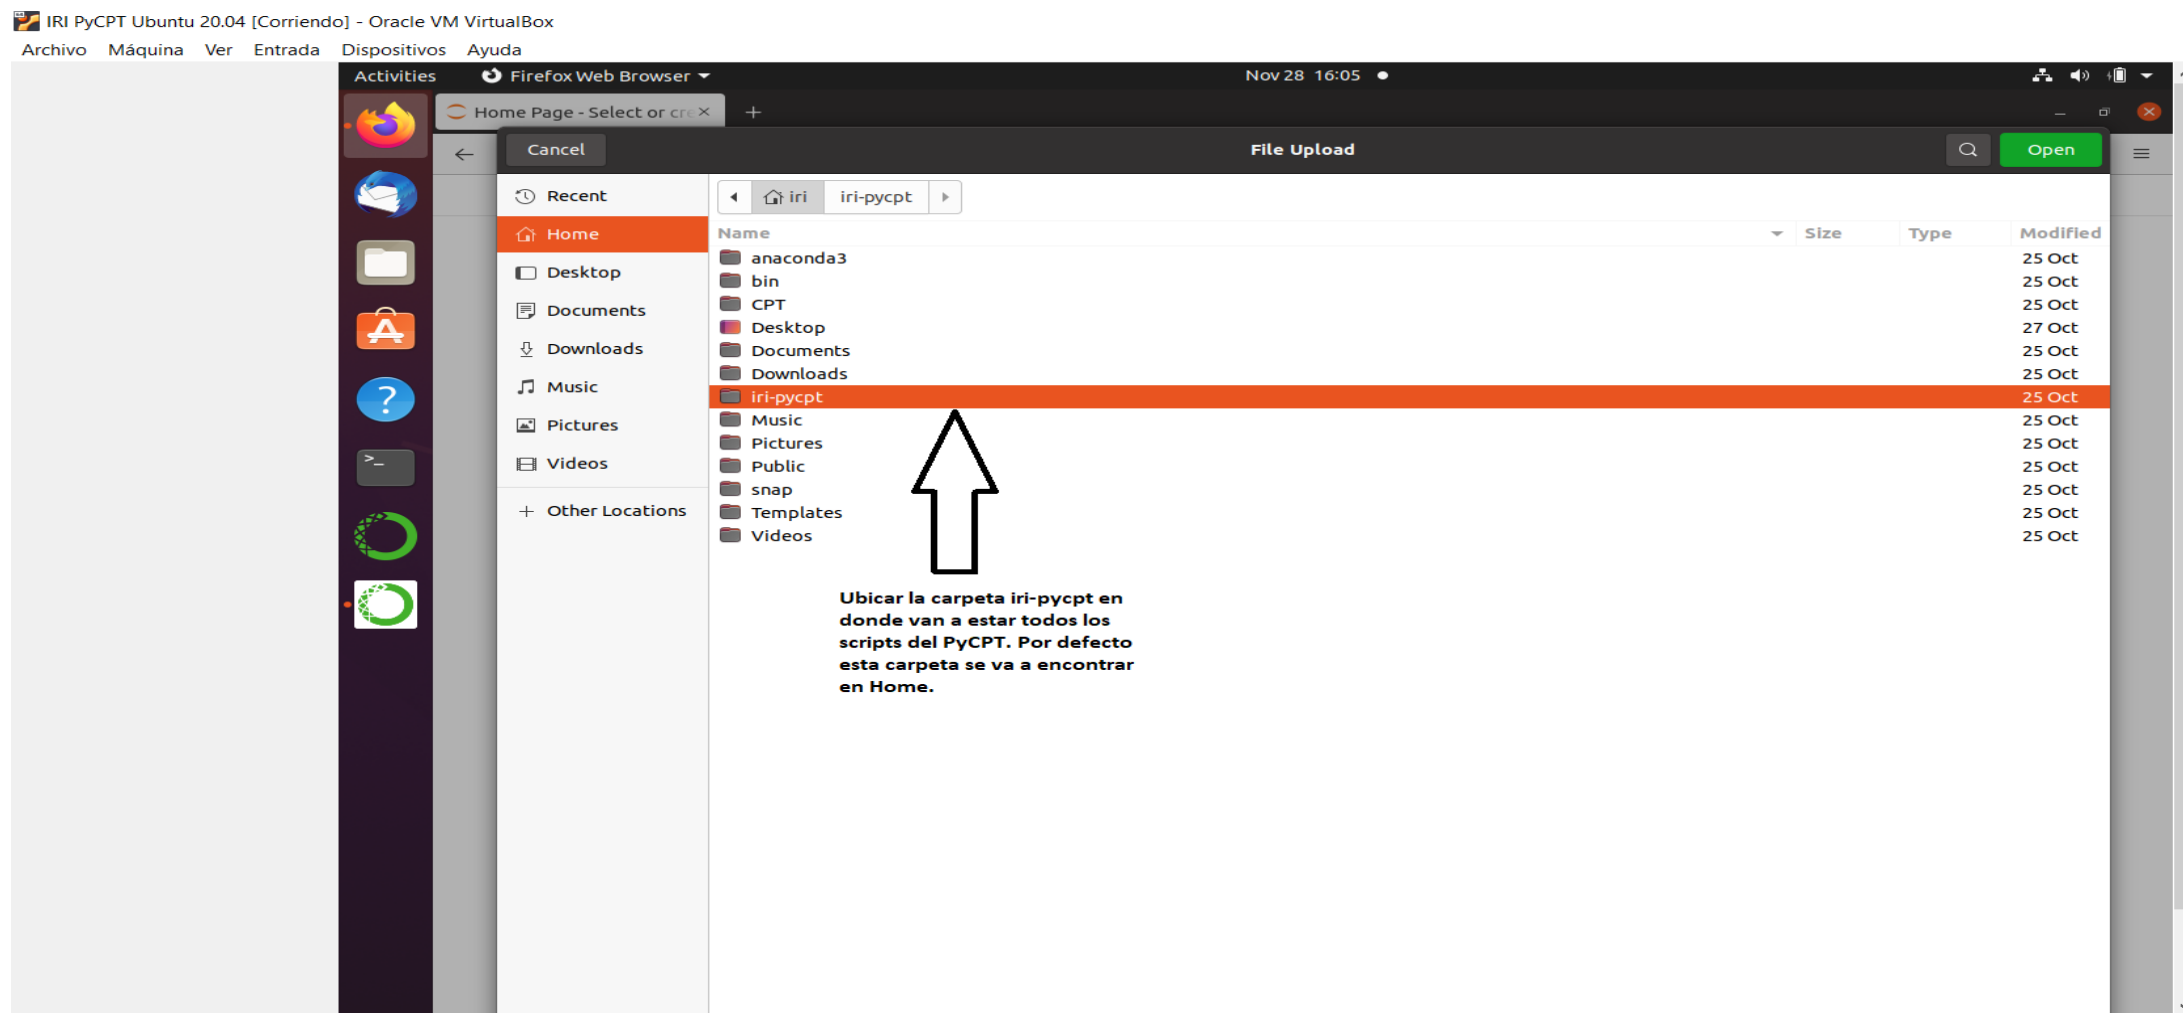 IRI PyCPT Ubuntu 20.04 [Corriendo] - Oracle VM VirtualBox
Archivo Máquina Ver Entrada Dispositivos Ayuda
Activities Firefox Web Browser Nov 28 16:05
Home Page - Select or cre
Cancel File Upload Open
Recent
Home
Desktop
Documents
Downloads
Music
Pictures
Videos
+ Other Locations
iri iri-pycpt
Name Size Type Modified
anaconda3 25 Oct
bin 25 Oct
CPT 25 Oct
Desktop 27 Oct
Documents 25 Oct
Downloads 25 Oct
iri-pycpt 25 Oct
Music 25 Oct
Pictures 25 Oct
Public 25 Oct
snap 25 Oct
Templates 25 Oct
Videos 25 Oct
Ubicar la carpeta iri-pycpt en
donde van a estar todos los
scripts del PyCPT. Por defecto
esta carpeta se va a encontrar
en Home.